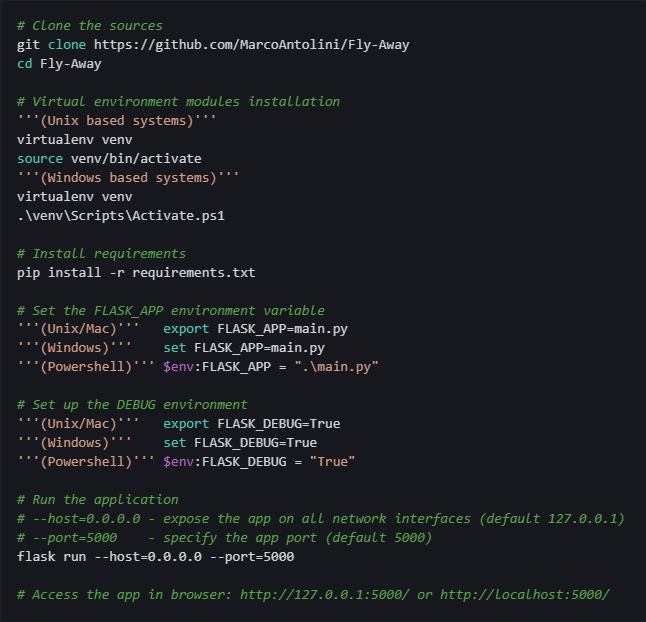 # Clone the sources
git clone https://github.com/MarcoAntolini/Fly-Away
cd Fly-Away
# Virtual environment modules installation
'''(Unix based systems)'''
virtualenv venv
source venv/bin/activate
'''(Windows based systems)'''
virtualenv venv
.\venv\Scripts\Activate.ps1
# Install requirements
pip install -r requirements.txt
# Set the FLASK_APP environment variable
'''(Unix/Mac)'''   export FLASK_APP=main.py
'''(Windows)'''    set FLASK_APP=main.py
'''(Powershell)''' $env:FLASK_APP = ".\main.py"
# Set up the DEBUG environment
'''(Unix/Mac)'''   export FLASK_DEBUG=True
'''(Windows)'''    set FLASK_DEBUG=True
'''(Powershell)''' $env:FLASK_DEBUG = "True"
# Run the application
# --host=0.0.0.0 - expose the app on all network interfaces (default 127.0.0.1)
# --port=5000    - specify the app port (default 5000)
flask run --host=0.0.0.0 --port=5000
# Access the app in browser: http://127.0.0.1:5000/ or http://localhost:5000/